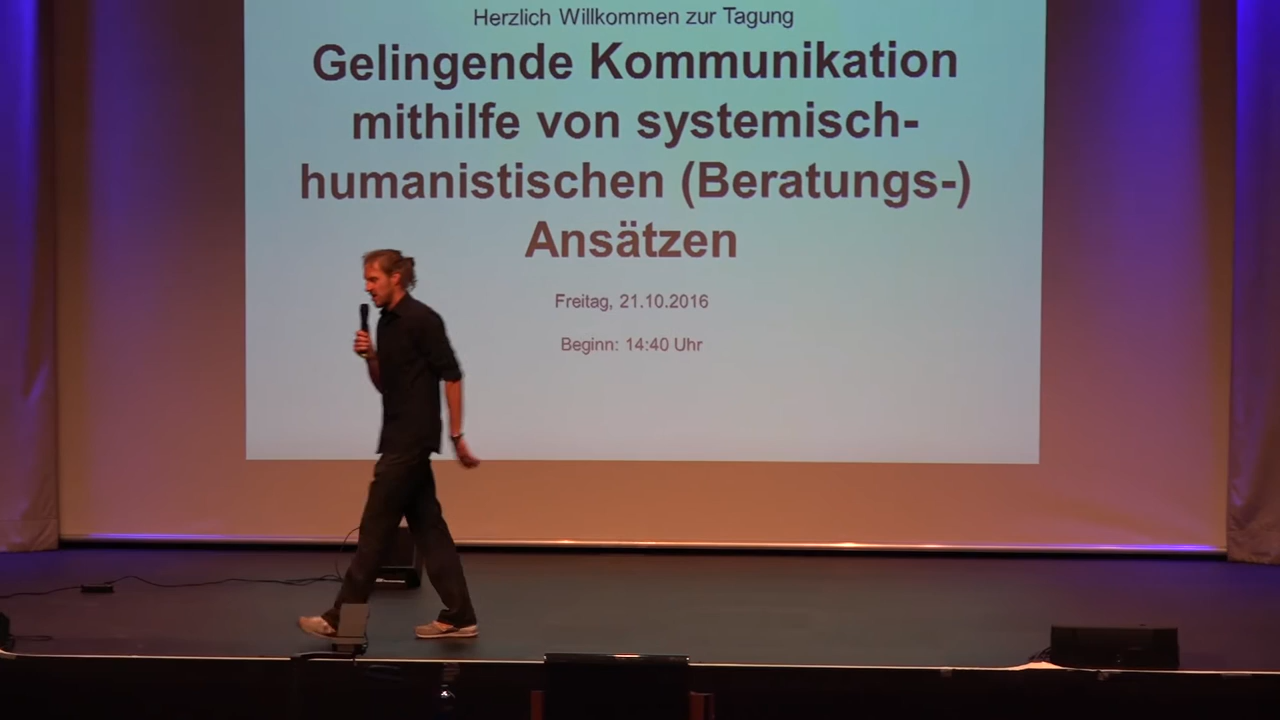 Herzlich Willkommen zur Tagung
Gelingende Kommunikation
mithilfe von systemisch-
humanistischen (Beratungs-)
Ansätzen
Freitag, 21.10.2016
Beginn: 14:40 Uhr